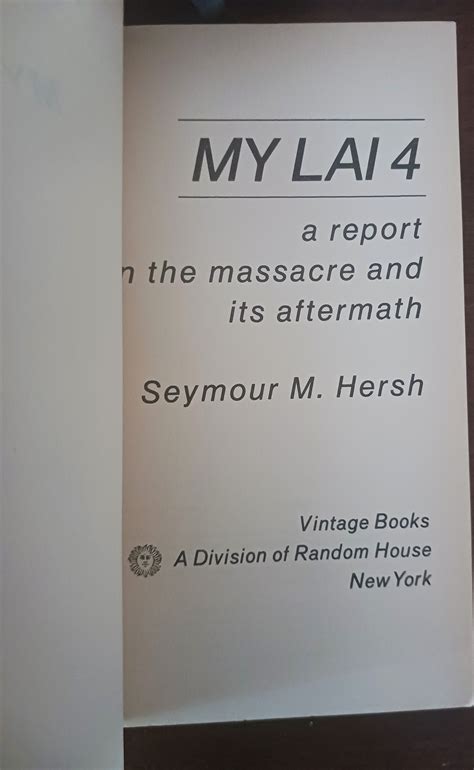 MY LAI 4
a report
n the massacre and
its aftermath
Seymour M. Hersh
Vintage Books
A Division of Random House
New York